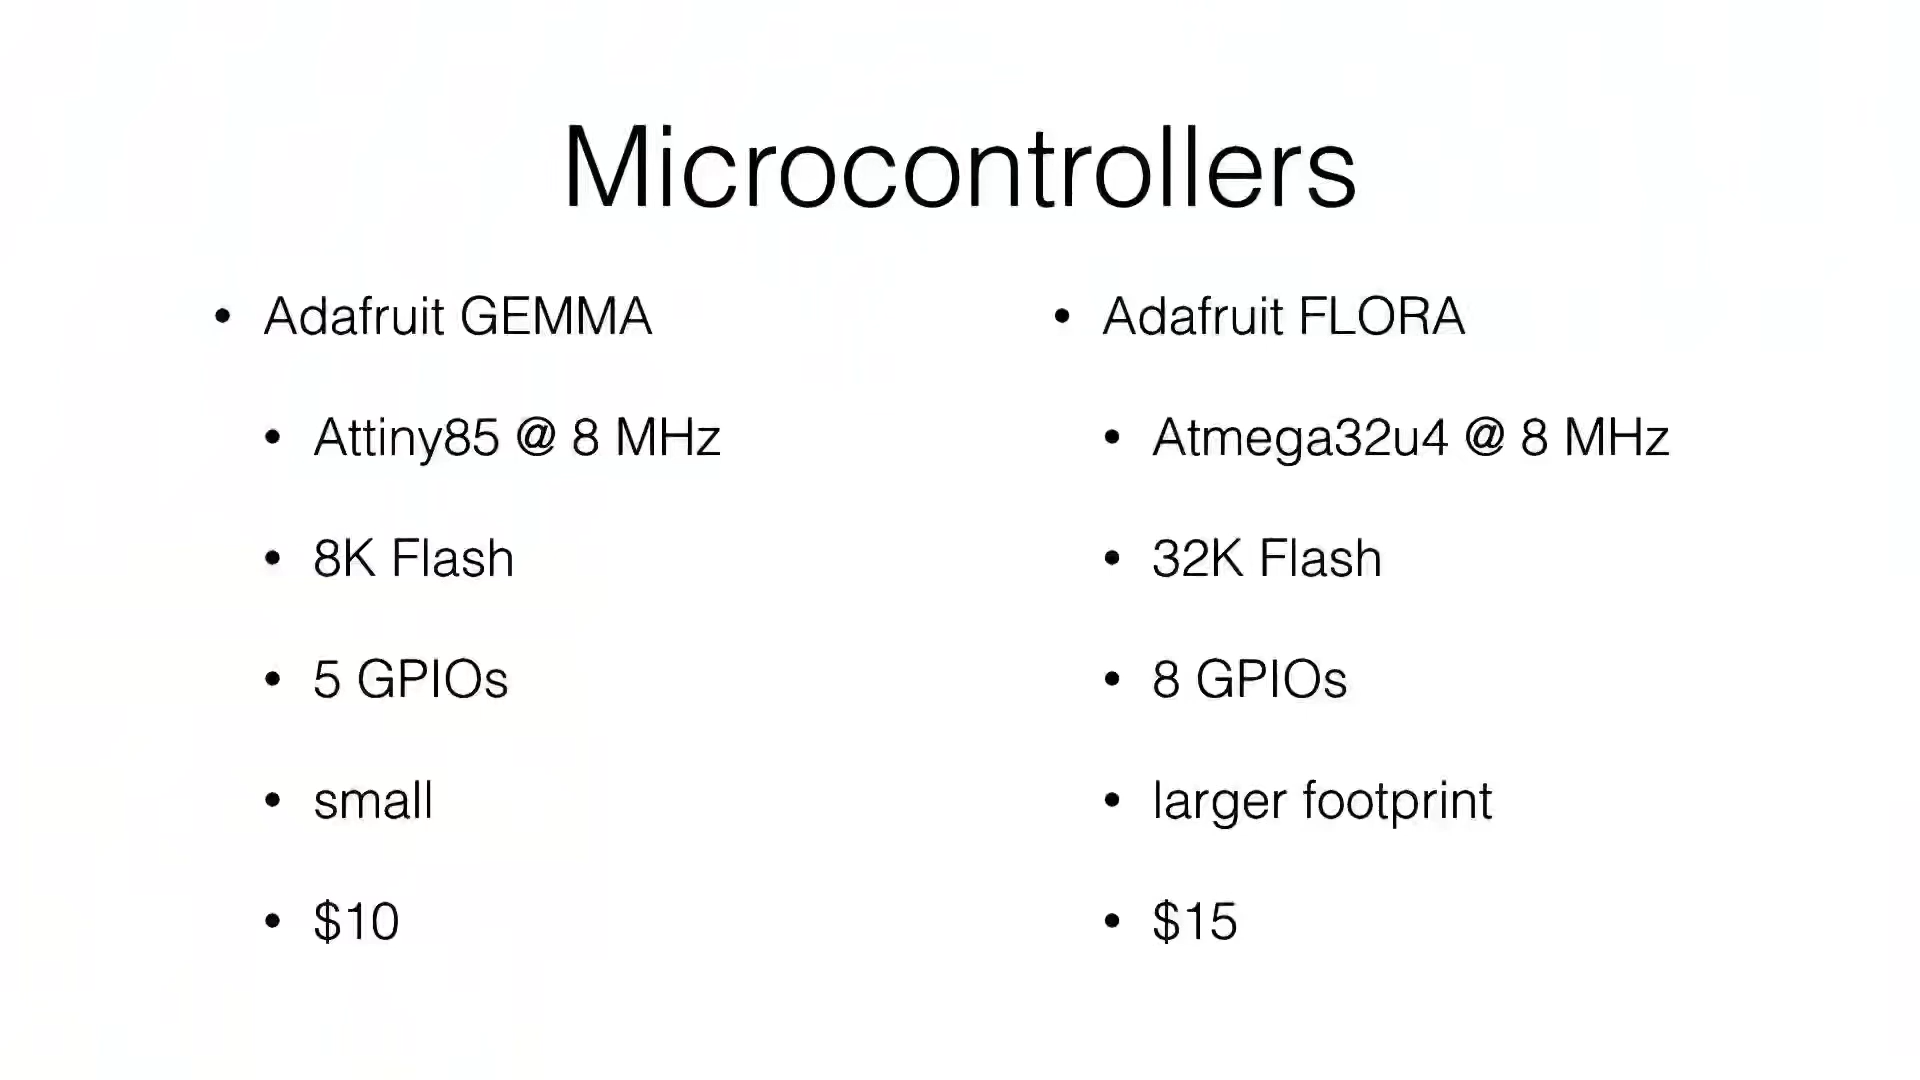 Microcontrollers
• Adafruit GEMMA
• Attiny85 @ 8 MHz
• 8K Flash
• 5 GPIOs
• small
• $10
• Adafruit FLORA
• Atmega32u4 @ 8 MHz
• 32K Flash
• 8 GPIOs
• larger footprint
• $15